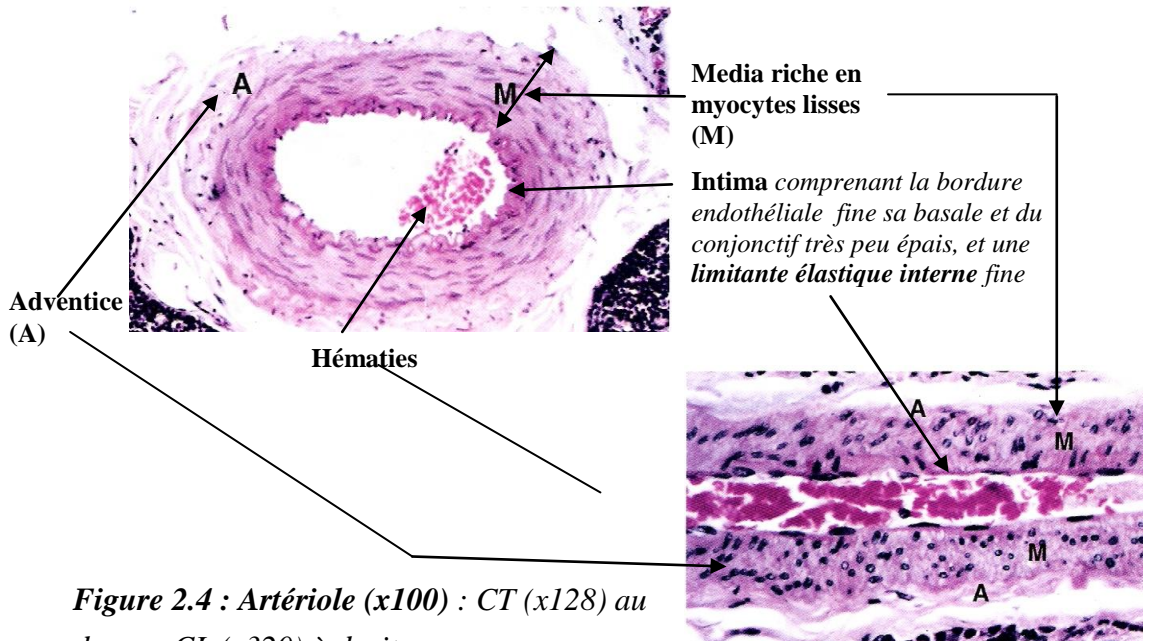 A
M
Media riche en
myocytes lisses
(M)
Intima comprenant la bordure
endothéliale fine sa basale et du
conjonctif très peu épais, et une
limitante élastique interne fine
Adventice
(A)
Hématies
A
M
M
A
Figure 2.4 : Artériole (x100) : CT (x128) au